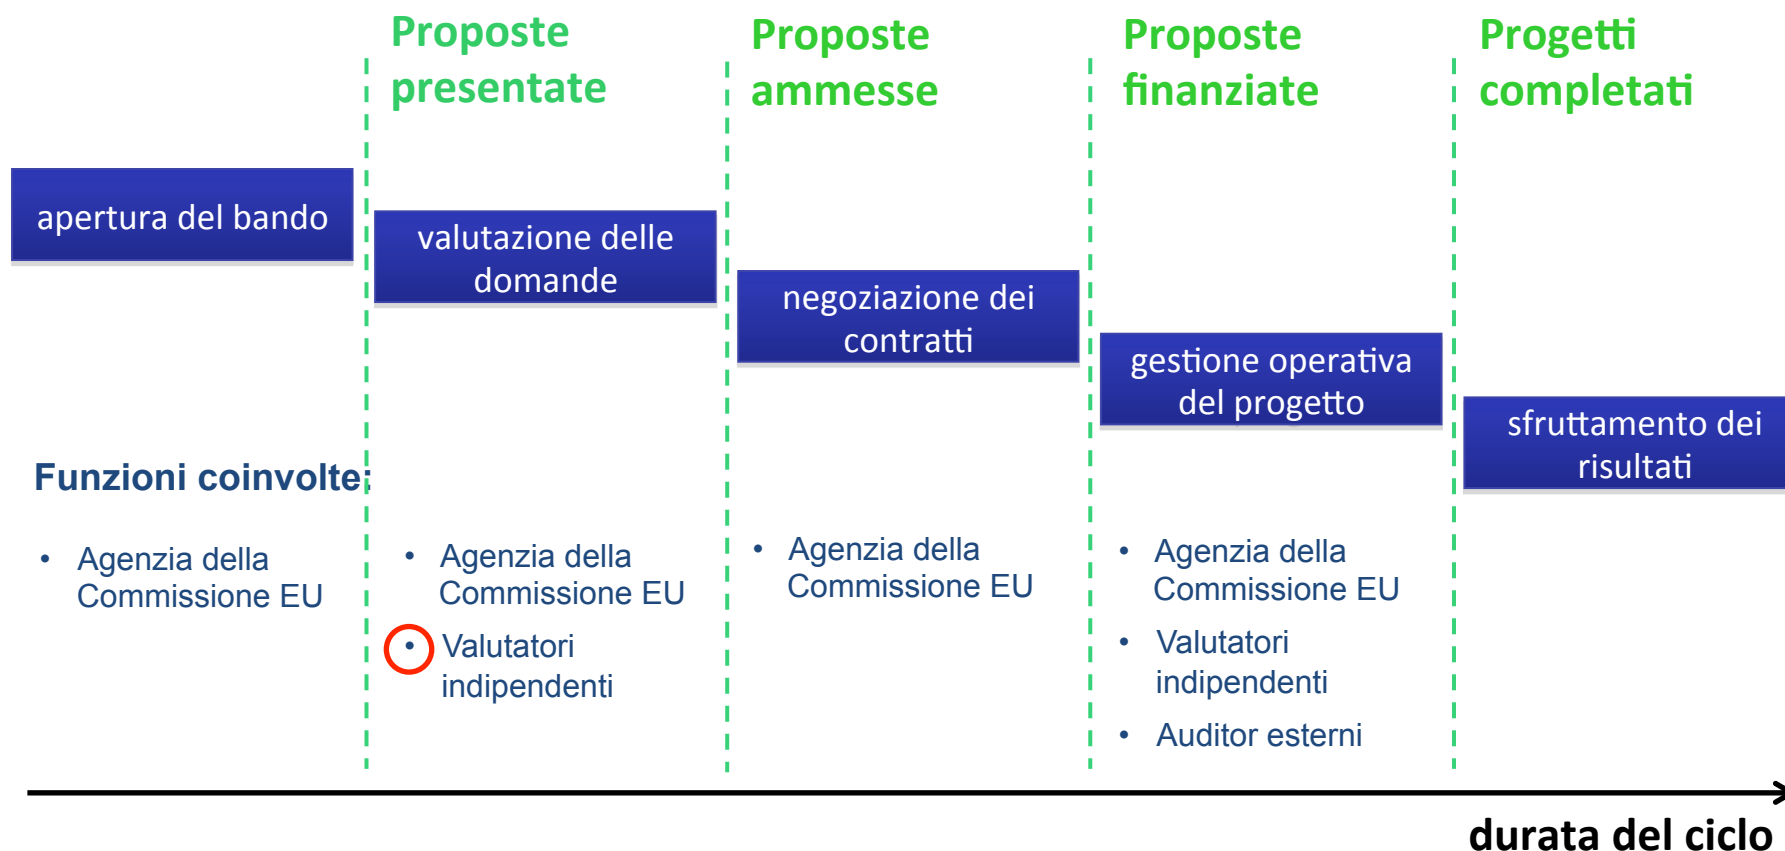 Proposte
presentate
Proposte
ammesse
Proposte
finanziate
Progetti
completati
apertura del bando
valutazione delle
domande
negoziazione dei
contratti
gestione operativa
del progetto
sfruttamento dei
risultati
Funzioni coinvolte:
• Agenzia della
Commissione EU
• Agenzia della
Commissione EU
• Valutatori
indipendenti
• Agenzia della
Commissione EU
• Agenzia della
Commissione EU
• Valutatori
indipendenti
• Auditor esterni
durata del ciclo